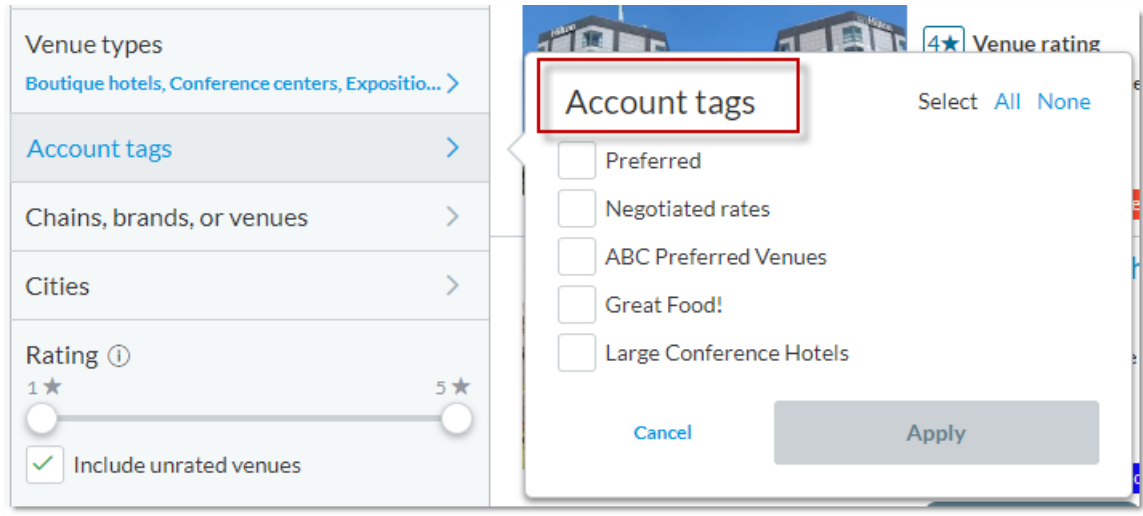 Venue types
Boutique hotels, Conference centers, Expositio...
Account tags
Chains, brands, or venues
Cities
Rating
1★
5★
Include unrated venues
Hilton
Hilton
4★ Venue rating
Account tags
Select All None
Preferred
Negotiated rates
ABC Preferred Venues
Great Food!
Large Conference Hotels
Cancel
Apply